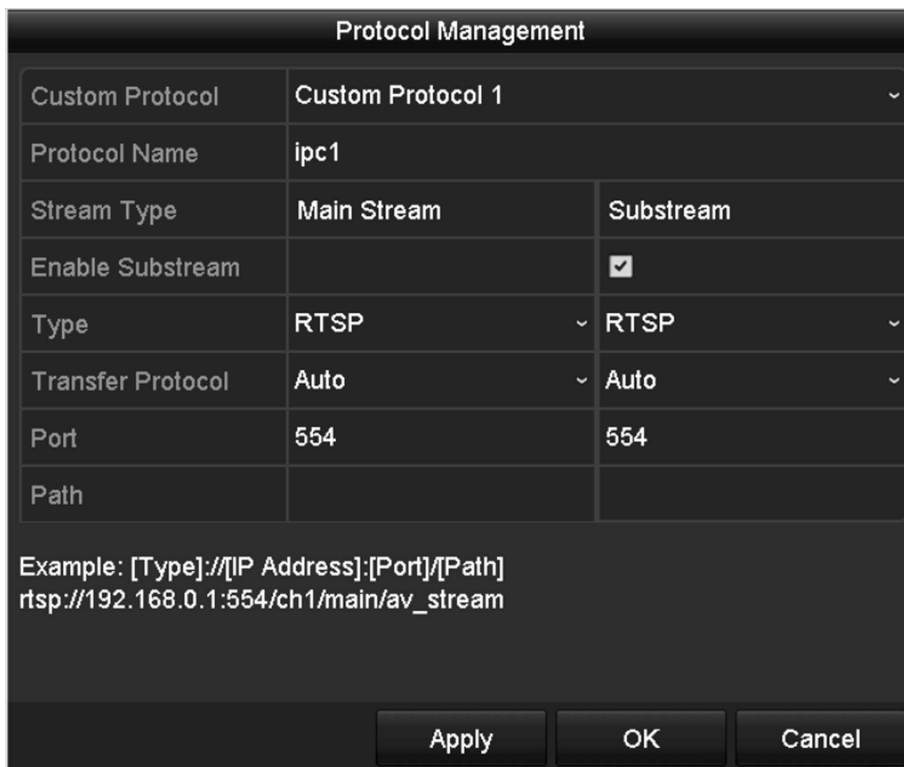 Protocol Management
Custom Protocol Custom Protocol 1
Protocol Name ipc1
Stream Type Main Stream Substream
Enable Substream
Type RTSP RTSP
Transfer Protocol Auto Auto
Port 554 554
Path
Example: [Type]://[IP Address]:[Port]/[Path]
rtsp://192.168.0.1:554/ch1/main/av_stream
Apply OK Cancel